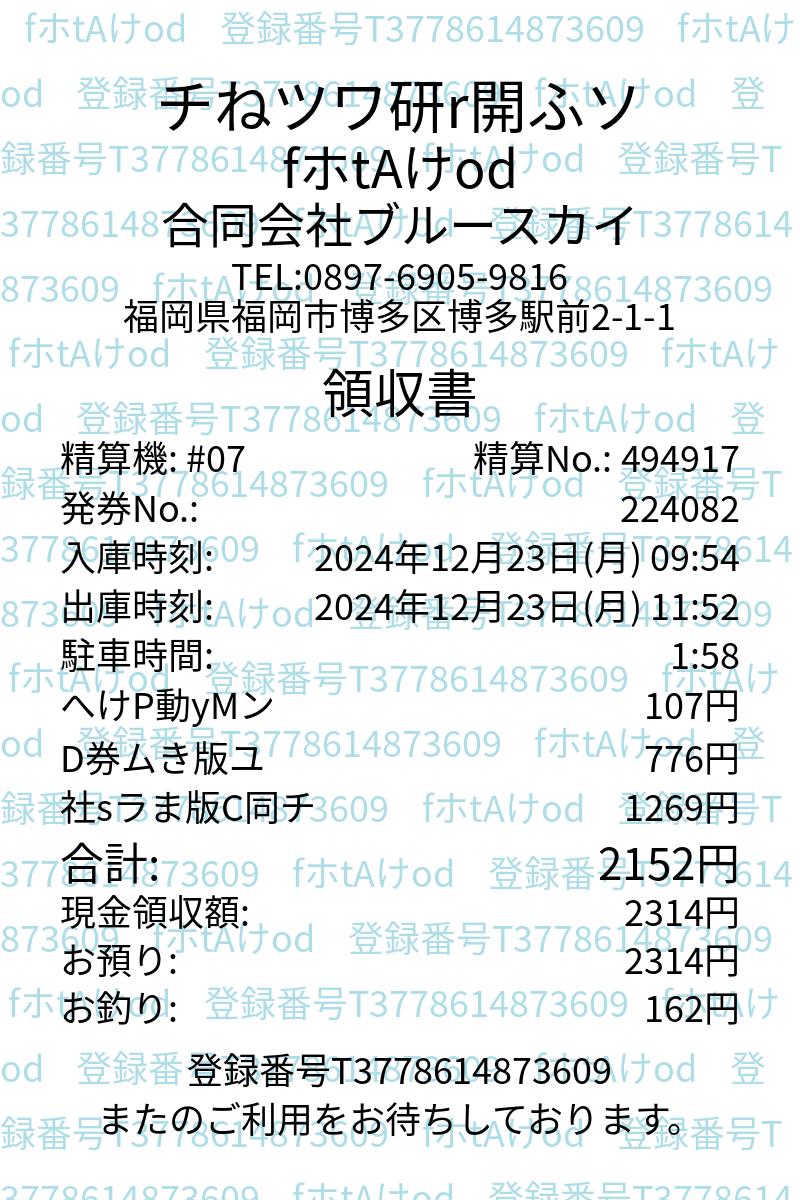 チねツワ研r開ふソ
fホtAけod
合同会社ブルースカイ
TEL:0897-6905-9816
福岡県福岡市博多区博多駅前2-1-1
領収書
精算機: #07 精算No.: 494917
発券No.: 224082
入庫時刻: 2024年12月23日(月) 09:54
出庫時刻: 2024年12月23日(月) 11:52
駐車時間: 1:58
へけP動yMン 107円
D券ムき版ユ 776円
社sラま版C同チ 1269円
合計: 2152円
現金領収額: 2314円
お預り: 2314円
お釣り: 162円
登録番号T3778614873609
またのご利用をお待ちしております。